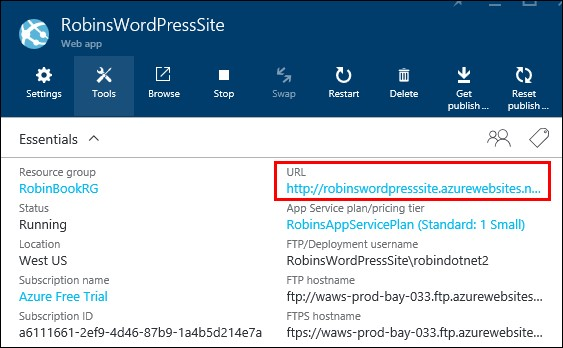 RobinsWordPressSite
Web app
Settings
Tools
Browse
Stop
Swap
Restart
Delete
Get publish ...
Reset publish...
Essentials
Resource group
RobinBookRG
Status
Running
Location
West US
Subscription name
Azure Free Trial
Subscription ID
a6111661-2ef9-4d46-87b9-1a4b5d214e7a
URL
http://robinswordpresssite.azurewebsites.n...
App Service plan/pricing tier
RobinsAppServicePlan (Standard: 1 Small)
FTP/Deployment username
RobinsWordPressSite\robindotnet2
FTP hostname
ftp://waws-prod-bay-033.ftp.azurewebsites...
FTPS hostname
ftps://waws-prod-bay-033.ftp.azurewebsite...